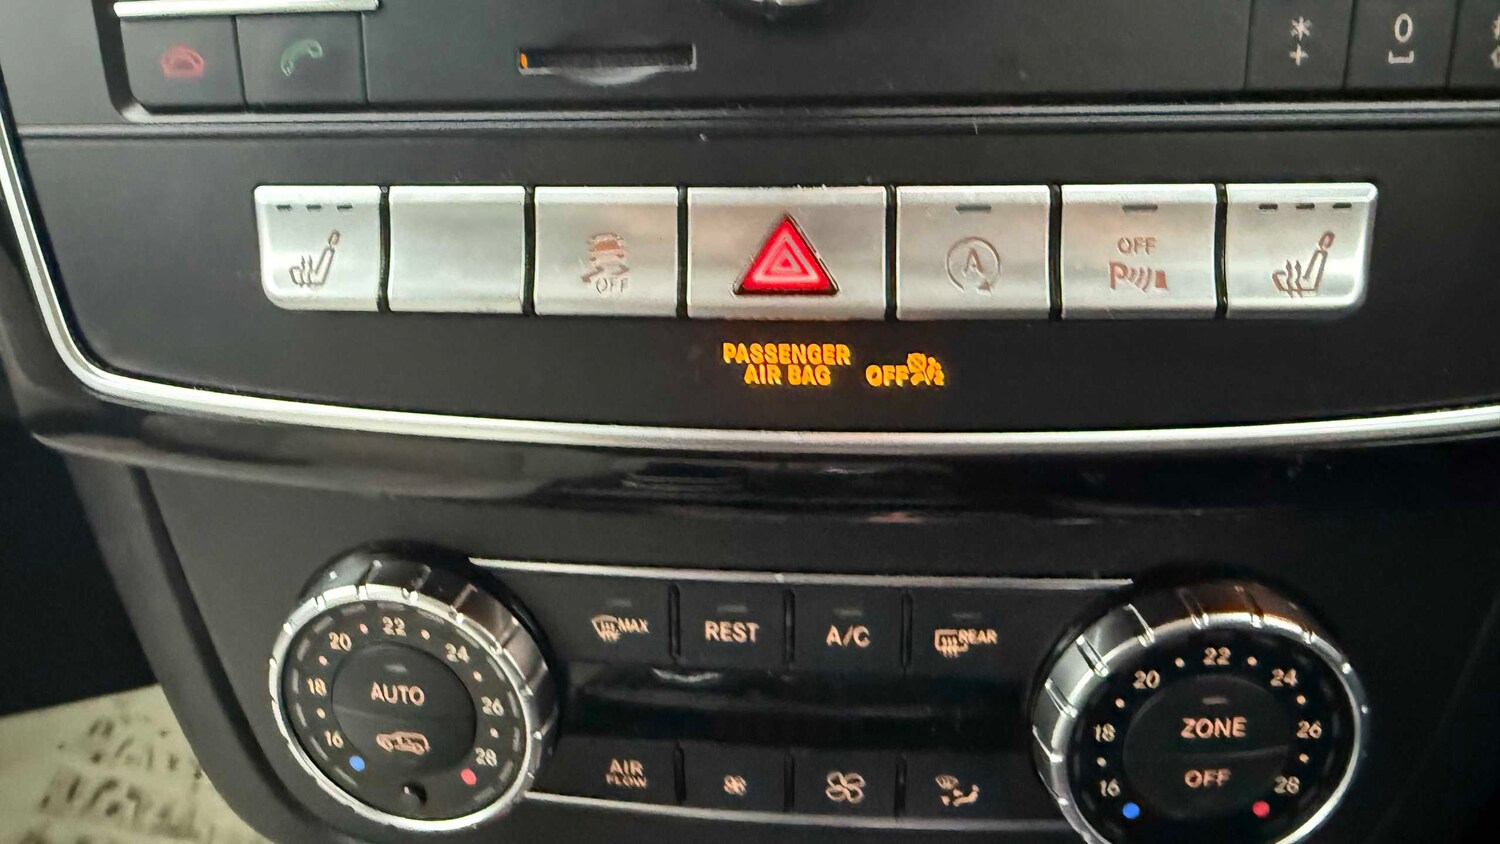 0
OFF
OFF
A
P
PASSENGER
AIR BAG
OFF
MAX
REST
A/C
REAR
16 18 20 22 24 26 28
AUTO
16 18 20 22 24 26 28
ZONE
OFF
AIR
FLOW